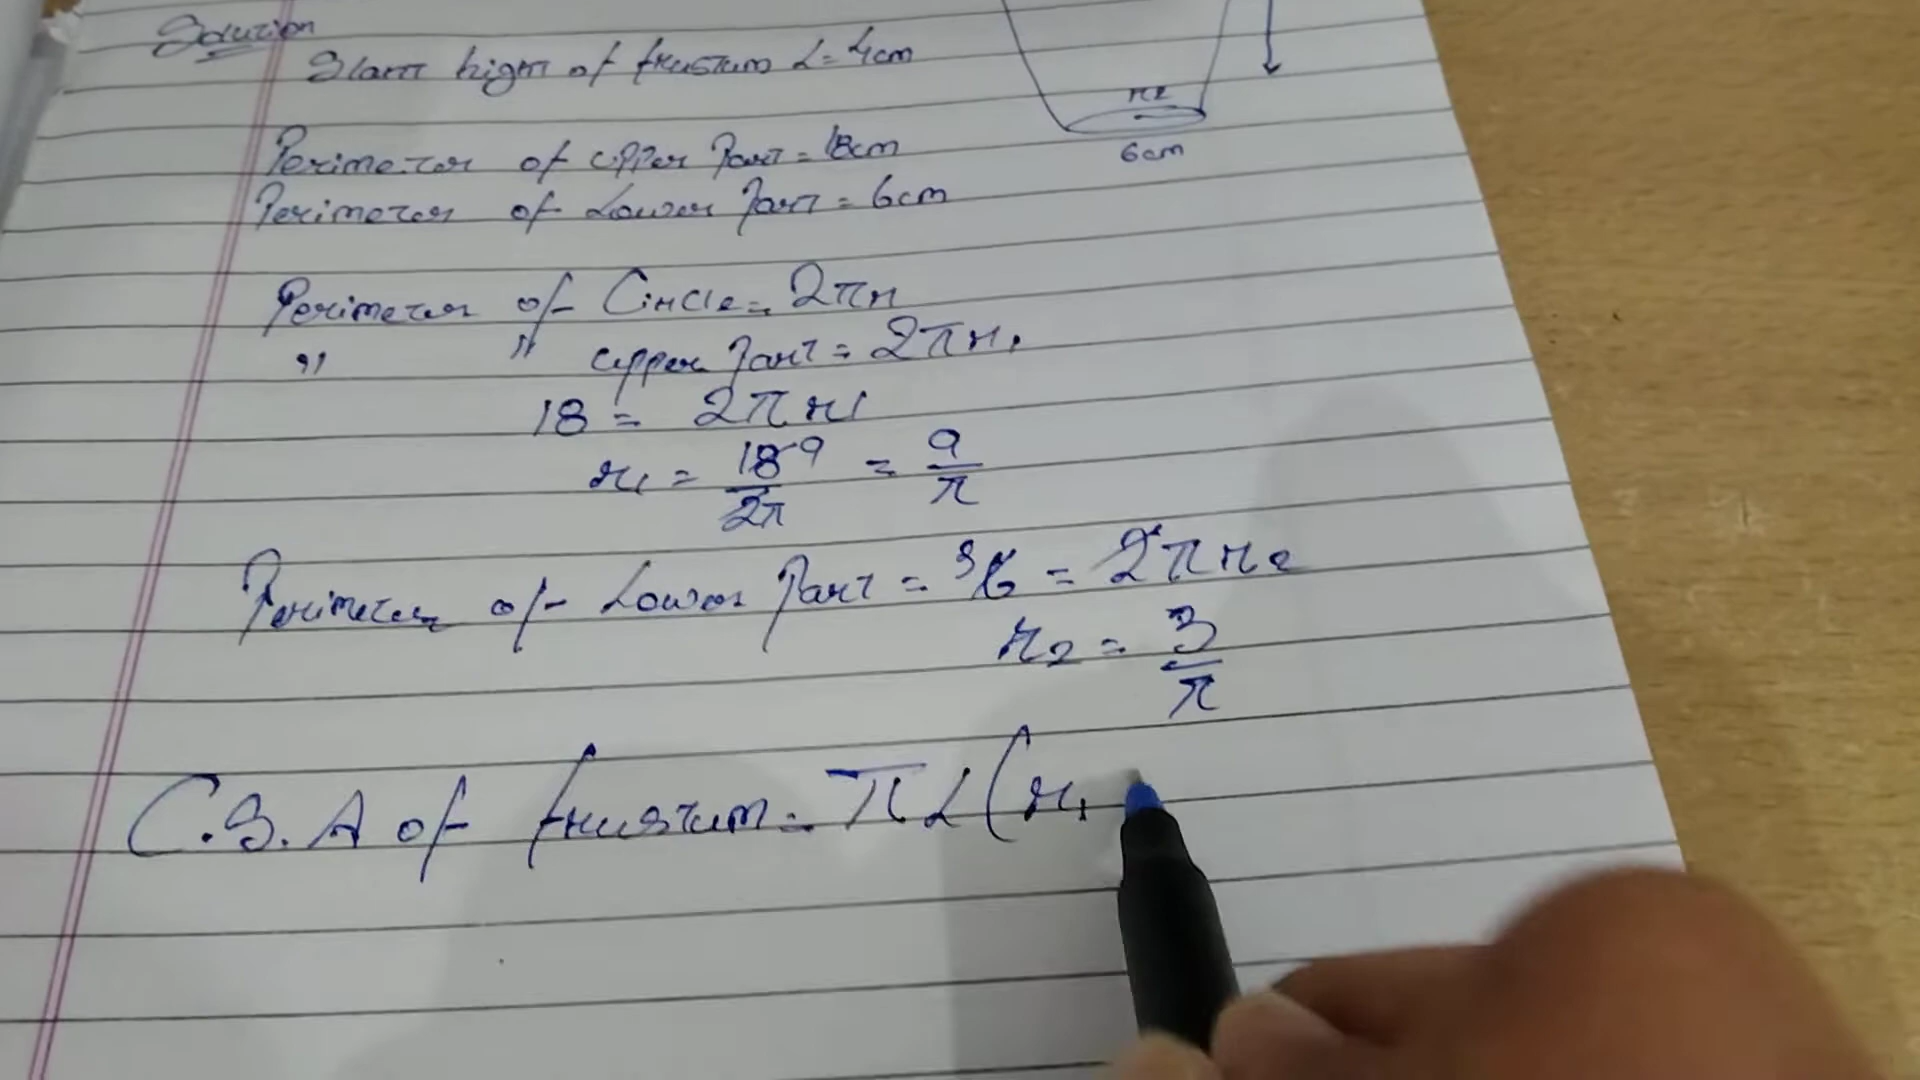 Solution
Slant hight of frustum L = 4cm
r2
6cm
Perimeter of upper Part = 18cm
Perimeter of Lower Part = 6cm
Perimeter of Circle = 2πr
" " upper Part = 2πr1
18 = 2πr1
r1 = 18 9 / 2π = 9/π
Perimeter of Lower Part = 3 6 = 2πr2
r2 = 3/π
C.S.A of frustum = πL(r1